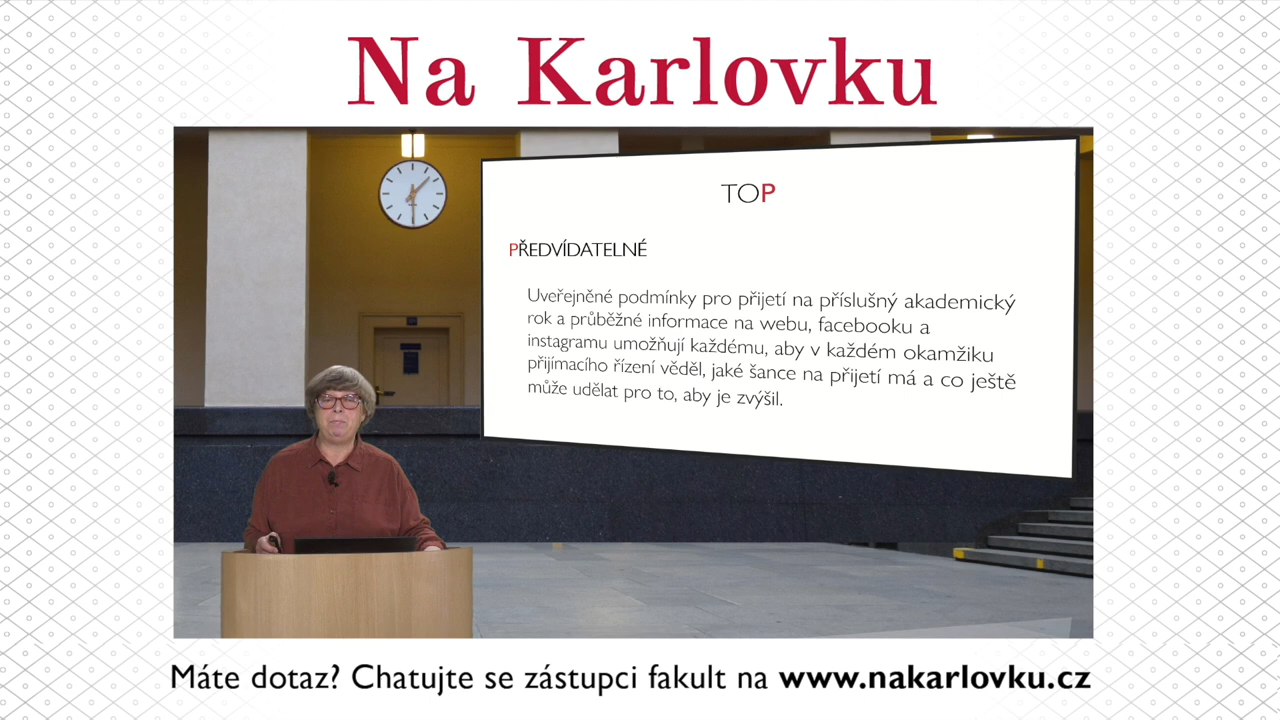 Na Karlovku
TOP
PŘEDVÍDATELNÉ
Uveřejněné podmínky pro přijetí na příslušný akademický
rok a průběžné informace na webu, facebooku a
instagramu umožňují každému, aby v každém okamžiku
přijímacího řízení věděl, jaké šance na přijetí má a co ještě
může udělat pro to, aby je zvýšil.
Máte dotaz? Chatujte se zástupci fakult na www.nakarlovku.cz